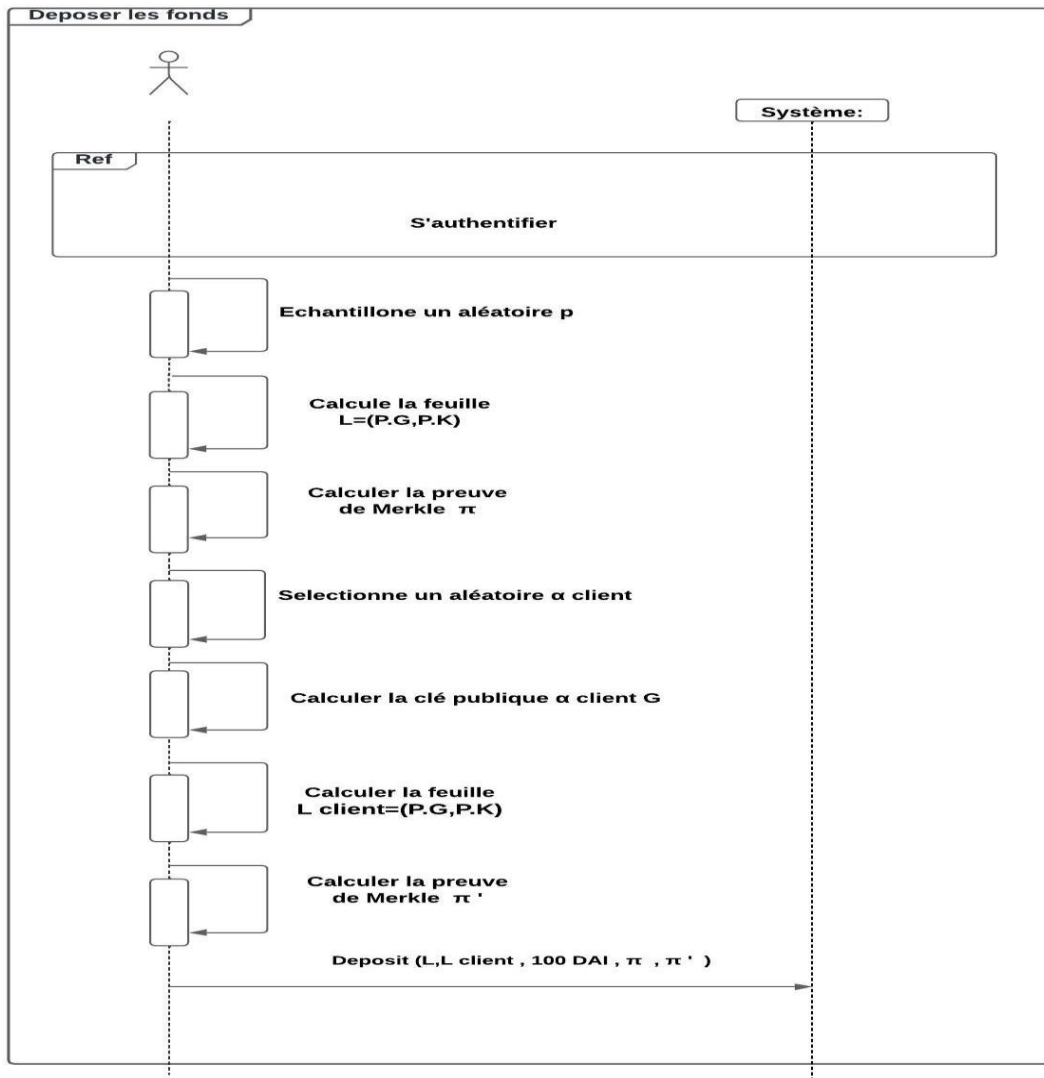 Deposer les fonds
Système:
Ref
S'authentifier
Echantillone un aléatoire p
Calcule la feuille
L=(P.G,P.K)
Calculer la preuve
de Merkle π
Selectionne un aléatoire α client
Calculer la clé publique α client G
Calculer la feuille
L client=(P.G,P.K)
Calculer la preuve
de Merkle π '
Deposit (L,L client , 100 DAI , π , π ' )